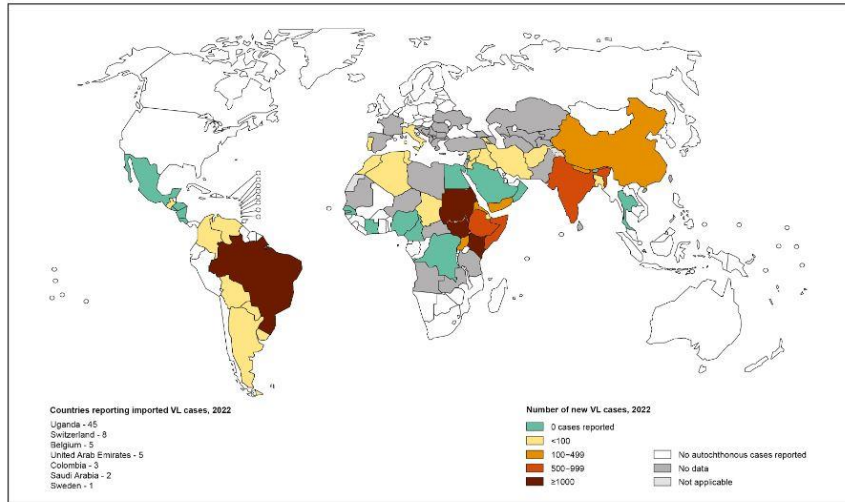 Countries reporting imported VL cases, 2022
Uganda - 45
Switzerland - 8
Belgium - 5
United Arab Emirates - 5
Colombia - 3
Saudi Arabia - 2
Sweden - 1
Number of new VL cases, 2022
0 cases reported
<100
100–499
500–999
≥1000
No autochthonous cases reported
No data
Not applicable